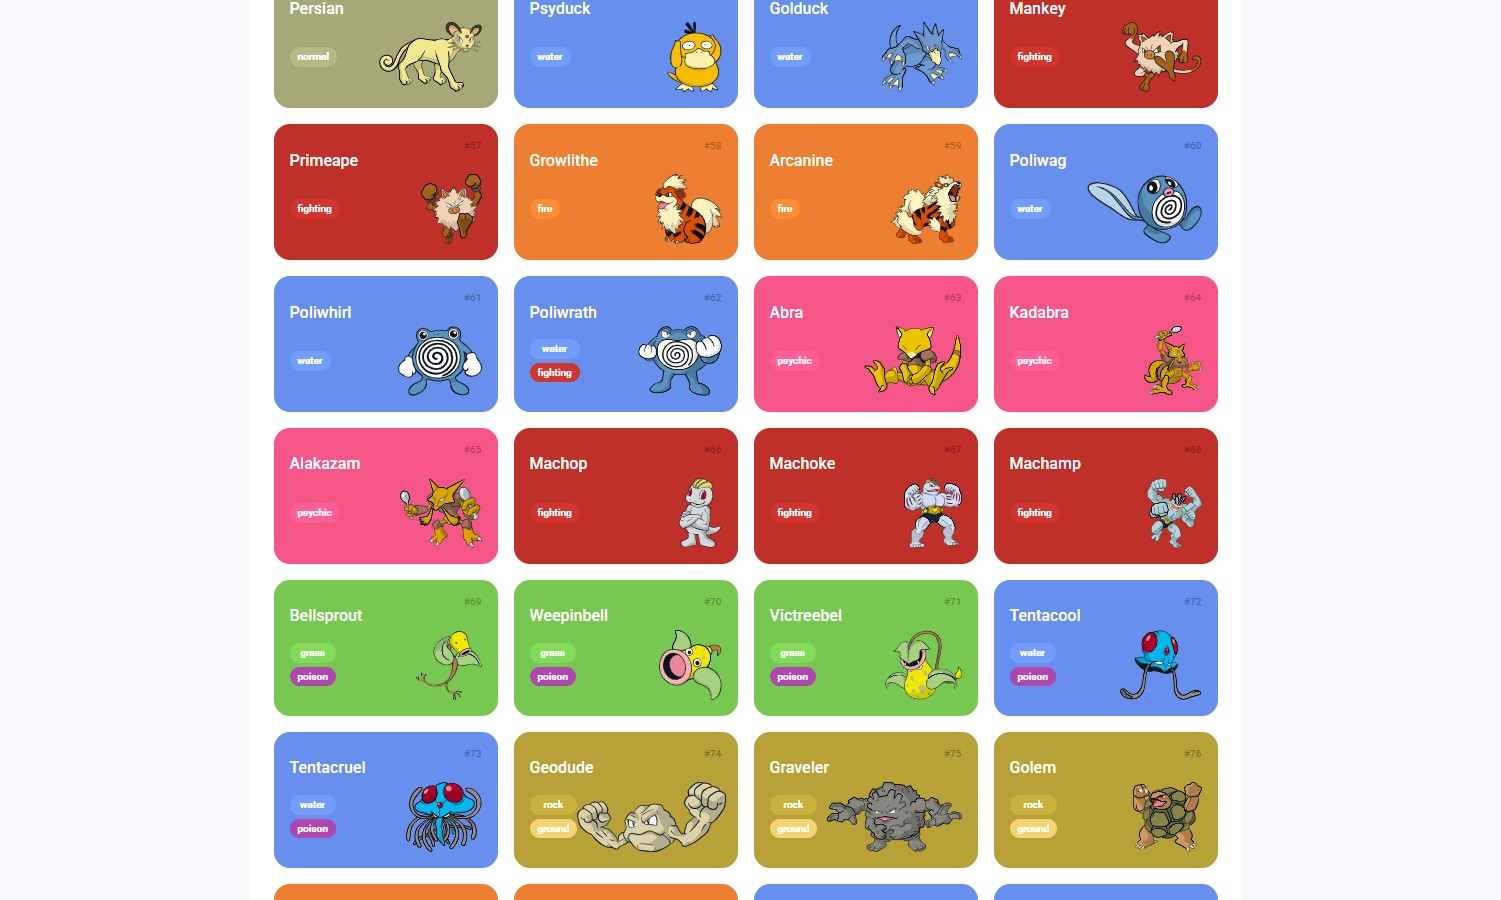 Persian
normal
Psyduck
water
Golduck
water
Mankey
fighting
#57
Primeape
fighting
#58
Growlithe
fire
#59
Arcanine
fire
#60
Poliwag
water
#61
Poliwhirl
water
#62
Poliwrath
water
fighting
#63
Abra
psychic
#64
Kadabra
psychic
#65
Alakazam
psychic
#66
Machop
fighting
#67
Machoke
fighting
#68
Machamp
fighting
#69
Bellsprout
grass
poison
#70
Weepinbell
grass
poison
#71
Victreebel
grass
poison
#72
Tentacool
water
poison
#73
Tentacruel
water
poison
#74
Geodude
rock
ground
#75
Graveler
rock
ground
#76
Golem
rock
ground